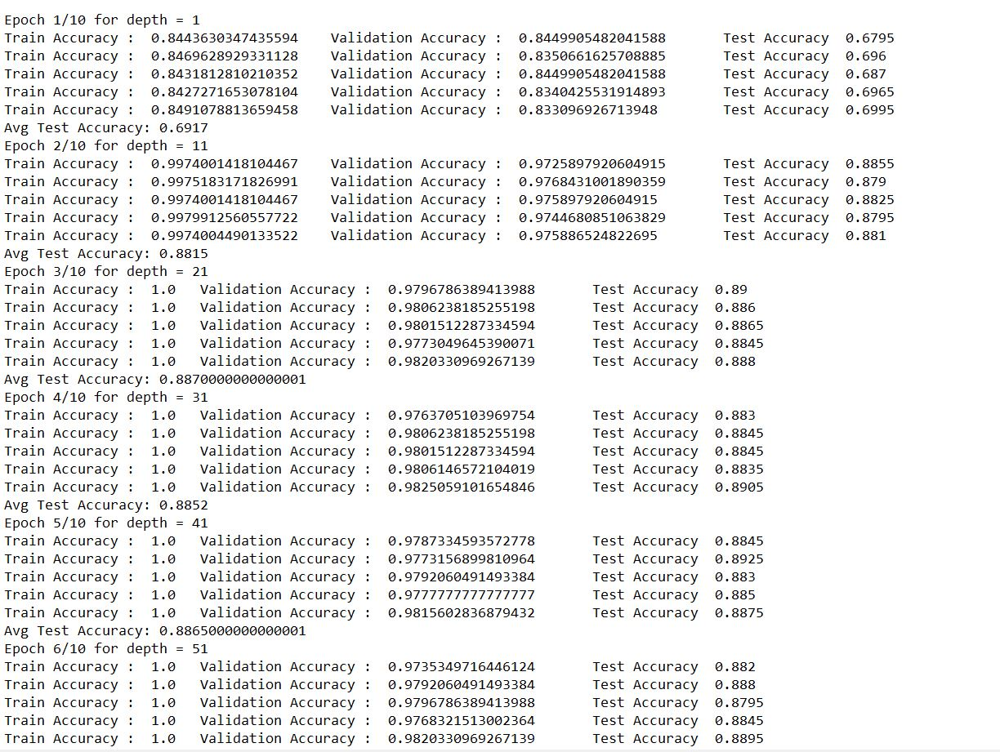 Epoch 1/10 for depth = 1
Train Accuracy :  0.8443630347435594    Validation Accuracy :  0.8449905482041588       Test Accuracy  0.6795
Train Accuracy :  0.8469628929331128    Validation Accuracy :  0.8350661625708885       Test Accuracy  0.696
Train Accuracy :  0.8431812810210352    Validation Accuracy :  0.8449905482041588       Test Accuracy  0.687
Train Accuracy :  0.8427271653078104    Validation Accuracy :  0.8340425531914893       Test Accuracy  0.6965
Train Accuracy :  0.8491078813659458    Validation Accuracy :  0.833096926713948        Test Accuracy  0.6995
Avg Test Accuracy: 0.6917
Epoch 2/10 for depth = 11
Train Accuracy :  0.9974001418104467    Validation Accuracy :  0.9725897920604915       Test Accuracy  0.8855
Train Accuracy :  0.9975183171826991    Validation Accuracy :  0.9768431001890359       Test Accuracy  0.879
Train Accuracy :  0.9974001418104467    Validation Accuracy :  0.975897920604915        Test Accuracy  0.8825
Train Accuracy :  0.9979912560557722    Validation Accuracy :  0.9744680851063829       Test Accuracy  0.8795
Train Accuracy :  0.9974004490133522    Validation Accuracy :  0.975886524822695        Test Accuracy  0.881
Avg Test Accuracy: 0.8815
Epoch 3/10 for depth = 21
Train Accuracy :  1.0   Validation Accuracy :  0.9796786389413988       Test Accuracy  0.89
Train Accuracy :  1.0   Validation Accuracy :  0.9806238185255198       Test Accuracy  0.886
Train Accuracy :  1.0   Validation Accuracy :  0.9801512287334594       Test Accuracy  0.8865
Train Accuracy :  1.0   Validation Accuracy :  0.9773049645390071       Test Accuracy  0.8845
Train Accuracy :  1.0   Validation Accuracy :  0.9820330969267139       Test Accuracy  0.888
Avg Test Accuracy: 0.8870000000000001
Epoch 4/10 for depth = 31
Train Accuracy :  1.0   Validation Accuracy :  0.9763705103969754       Test Accuracy  0.883
Train Accuracy :  1.0   Validation Accuracy :  0.9806238185255198       Test Accuracy  0.8845
Train Accuracy :  1.0   Validation Accuracy :  0.9801512287334594       Test Accuracy  0.8845
Train Accuracy :  1.0   Validation Accuracy :  0.9806146572104019       Test Accuracy  0.8835
Train Accuracy :  1.0   Validation Accuracy :  0.9825059101654846       Test Accuracy  0.8905
Avg Test Accuracy: 0.8852
Epoch 5/10 for depth = 41
Train Accuracy :  1.0   Validation Accuracy :  0.9787334593572778       Test Accuracy  0.8845
Train Accuracy :  1.0   Validation Accuracy :  0.9773156899810964       Test Accuracy  0.8925
Train Accuracy :  1.0   Validation Accuracy :  0.9792060491493384       Test Accuracy  0.883
Train Accuracy :  1.0   Validation Accuracy :  0.9777777777777777       Test Accuracy  0.885
Train Accuracy :  1.0   Validation Accuracy :  0.9815602836879432       Test Accuracy  0.8875
Avg Test Accuracy: 0.8865000000000001
Epoch 6/10 for depth = 51
Train Accuracy :  1.0   Validation Accuracy :  0.9735349716446124       Test Accuracy  0.882
Train Accuracy :  1.0   Validation Accuracy :  0.9792060491493384       Test Accuracy  0.888
Train Accuracy :  1.0   Validation Accuracy :  0.9796786389413988       Test Accuracy  0.8795
Train Accuracy :  1.0   Validation Accuracy :  0.9768321513002364       Test Accuracy  0.8845
Train Accuracy :  1.0   Validation Accuracy :  0.9820330969267139       Test Accuracy  0.8895